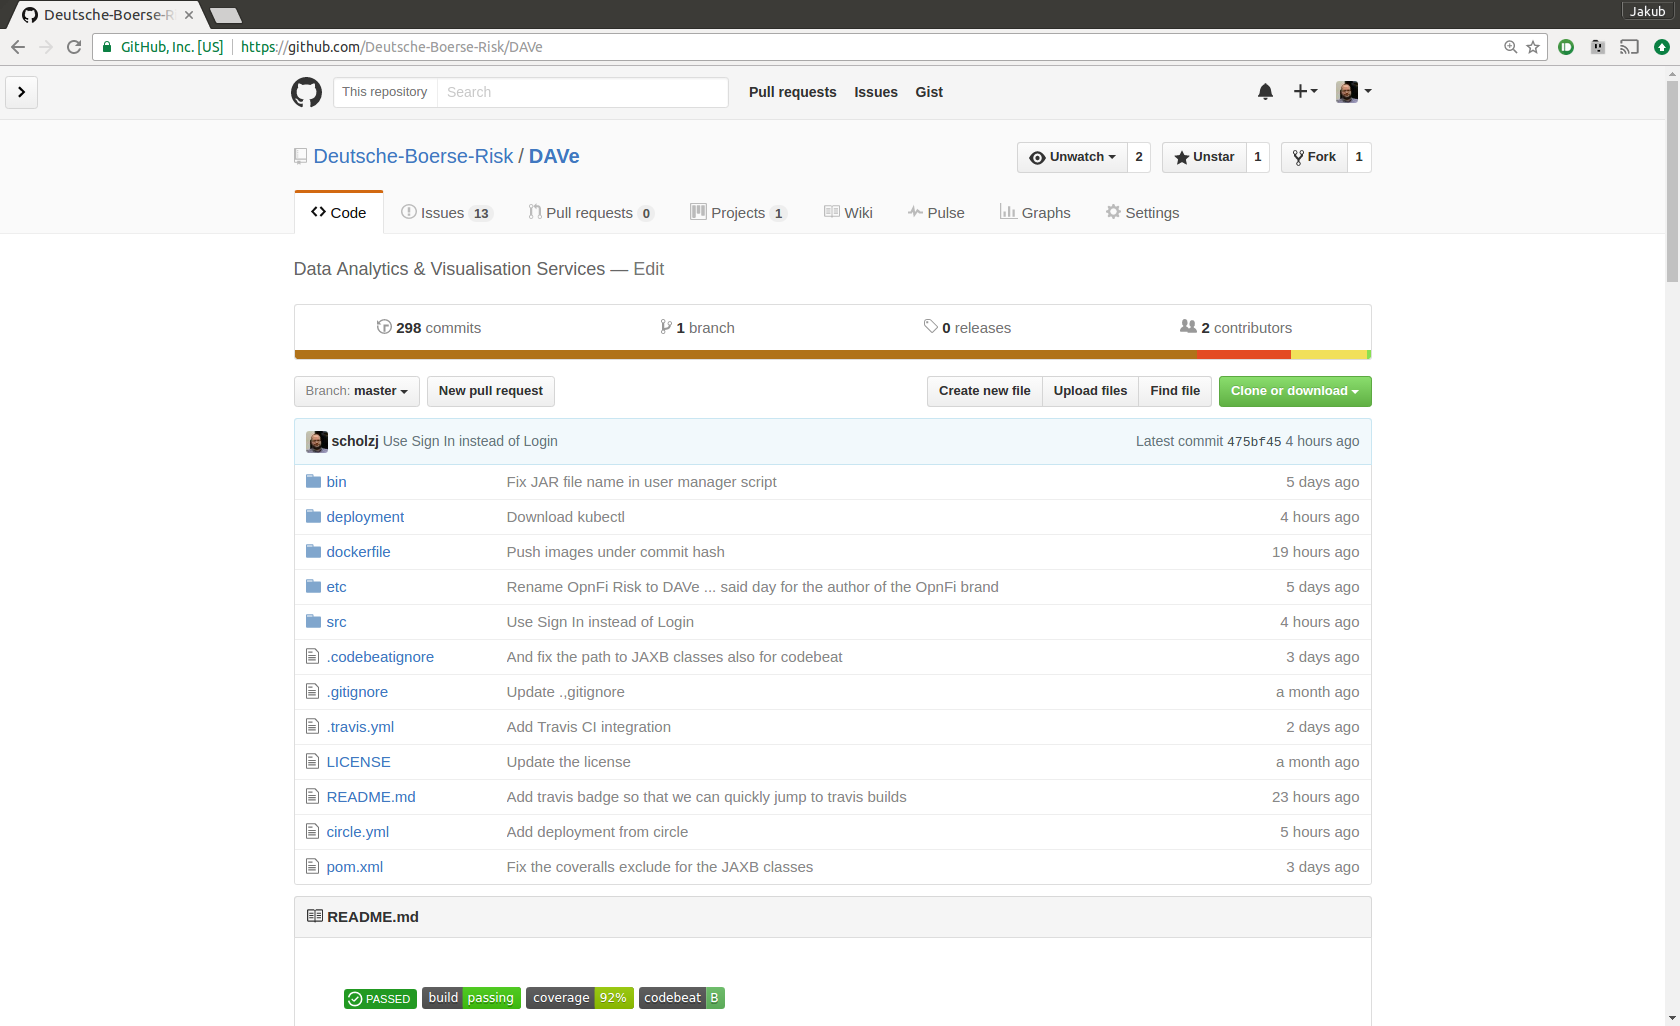 Deutsche-Boerse-R
Jakub
GitHub, Inc. [US] https://github.com/Deutsche-Boerse-Risk/DAVe
This repository Search Pull requests Issues Gist
Deutsche-Boerse-Risk / DAVe Unwatch 2 Unstar 1 Fork 1
Code Issues 13 Pull requests 0 Projects 1 Wiki Pulse Graphs Settings
Data Analytics & Visualisation Services — Edit
298 commits 1 branch 0 releases 2 contributors
Branch: master New pull request Create new file Upload files Find file Clone or download
scholzj Use Sign In instead of Login Latest commit 475bf45 4 hours ago
bin Fix JAR file name in user manager script 5 days ago
deployment Download kubectl 4 hours ago
dockerfile Push images under commit hash 19 hours ago
etc Rename OpnFi Risk to DAVe ... said day for the author of the OpnFi brand 5 days ago
src Use Sign In instead of Login 4 hours ago
.codebeatignore And fix the path to JAXB classes also for codebeat 3 days ago
.gitignore Update .,gitignore a month ago
.travis.yml Add Travis CI integration 2 days ago
LICENSE Update the license a month ago
README.md Add travis badge so that we can quickly jump to travis builds 23 hours ago
circle.yml Add deployment from circle 5 hours ago
pom.xml Fix the coveralls exclude for the JAXB classes 3 days ago
README.md
PASSED build passing coverage 92% codebeat B